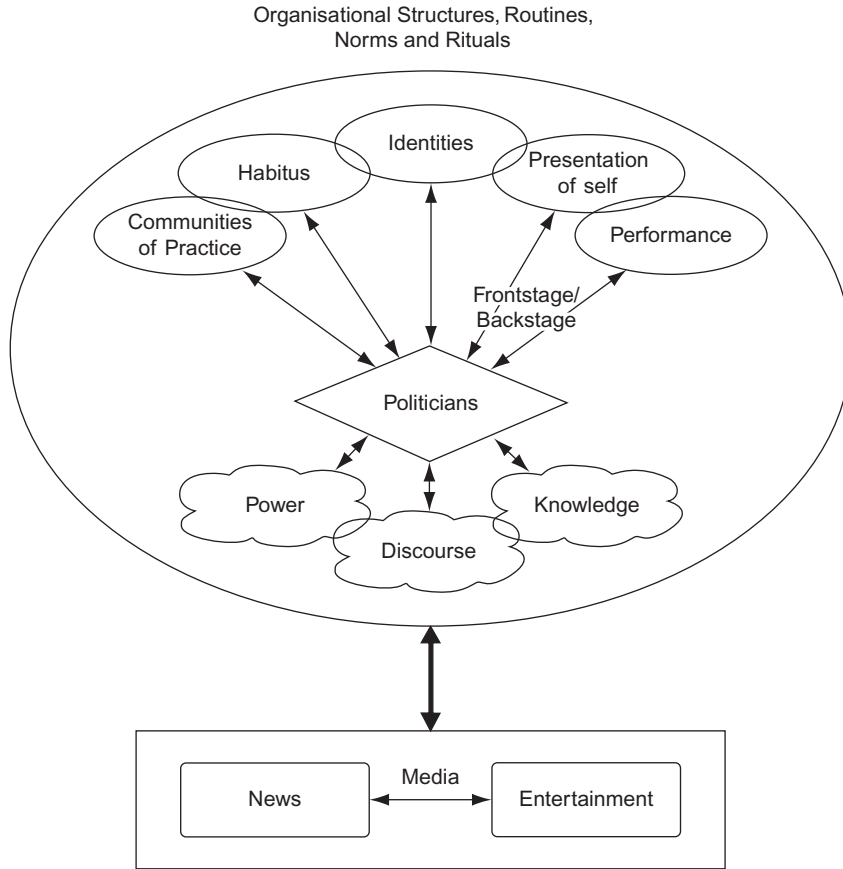 Organisational Structures, Routines,
Norms and Rituals
Identities
Habitus
Presentation
of self
Communities
of Practice
Performance
Frontstage/
Backstage
Politicians
Power
Knowledge
Discourse
Media
News
Entertainment